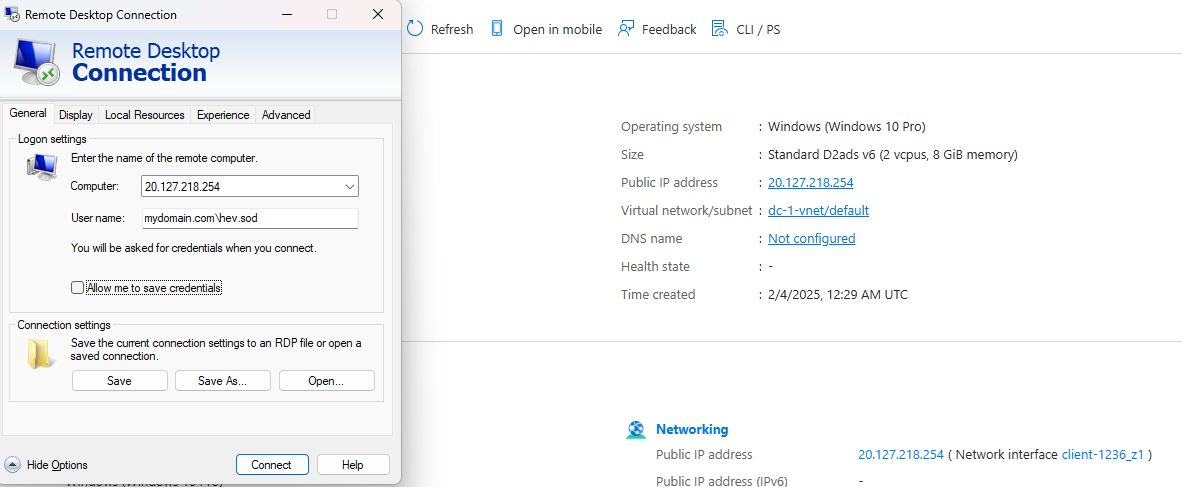 Remote Desktop Connection
Remote Desktop
Connection
General Display Local Resources Experience Advanced
Logon settings
Enter the name of the remote computer.
Computer: 20.127.218.254
User name: mydomain.com\hev.sod
You will be asked for credentials when you connect.
Allow me to save credentials
Connection settings
Save the current connection settings to an RDP file or open a
saved connection.
Save Save As... Open...
Hide Options Connect Help
Refresh Open in mobile Feedback CLI / PS
Operating system : Windows (Windows 10 Pro)
Size : Standard D2ads v6 (2 vcpus, 8 GiB memory)
Public IP address : 20.127.218.254
Virtual network/subnet : dc-1-vnet/default
DNS name : Not configured
Health state : -
Time created : 2/4/2025, 12:29 AM UTC
Networking
Public IP address 20.127.218.254 ( Network interface client-1236_z1 )
Public IP address (IPv6) -